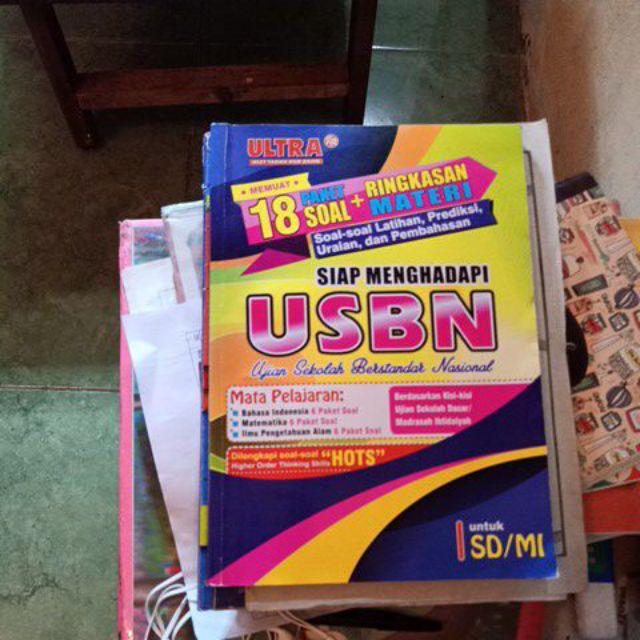 ULTRA
MEMUAT
18 PAKET SOAL + RINGKASAN MATERI
Soal-soal Latihan, Prediksi,
Uraian, dan Pembahasan
SIAP MENGHADAPI
USBN
Ujian Sekolah Berstandar Nasional
Mata Pelajaran:
Bahasa Indonesia 6 Paket Soal
Matematika 6 Paket Soal
Ilmu Pengetahuan Alam 6 Paket Soal
Berdasarkan Kisi-kisi
Ujian Sekolah Dasar/
Madrasah Ibtidaiyah
Dilengkapi soal-soal "HOTS"
Higher Order Thinking Skills
untuk
SD/MI